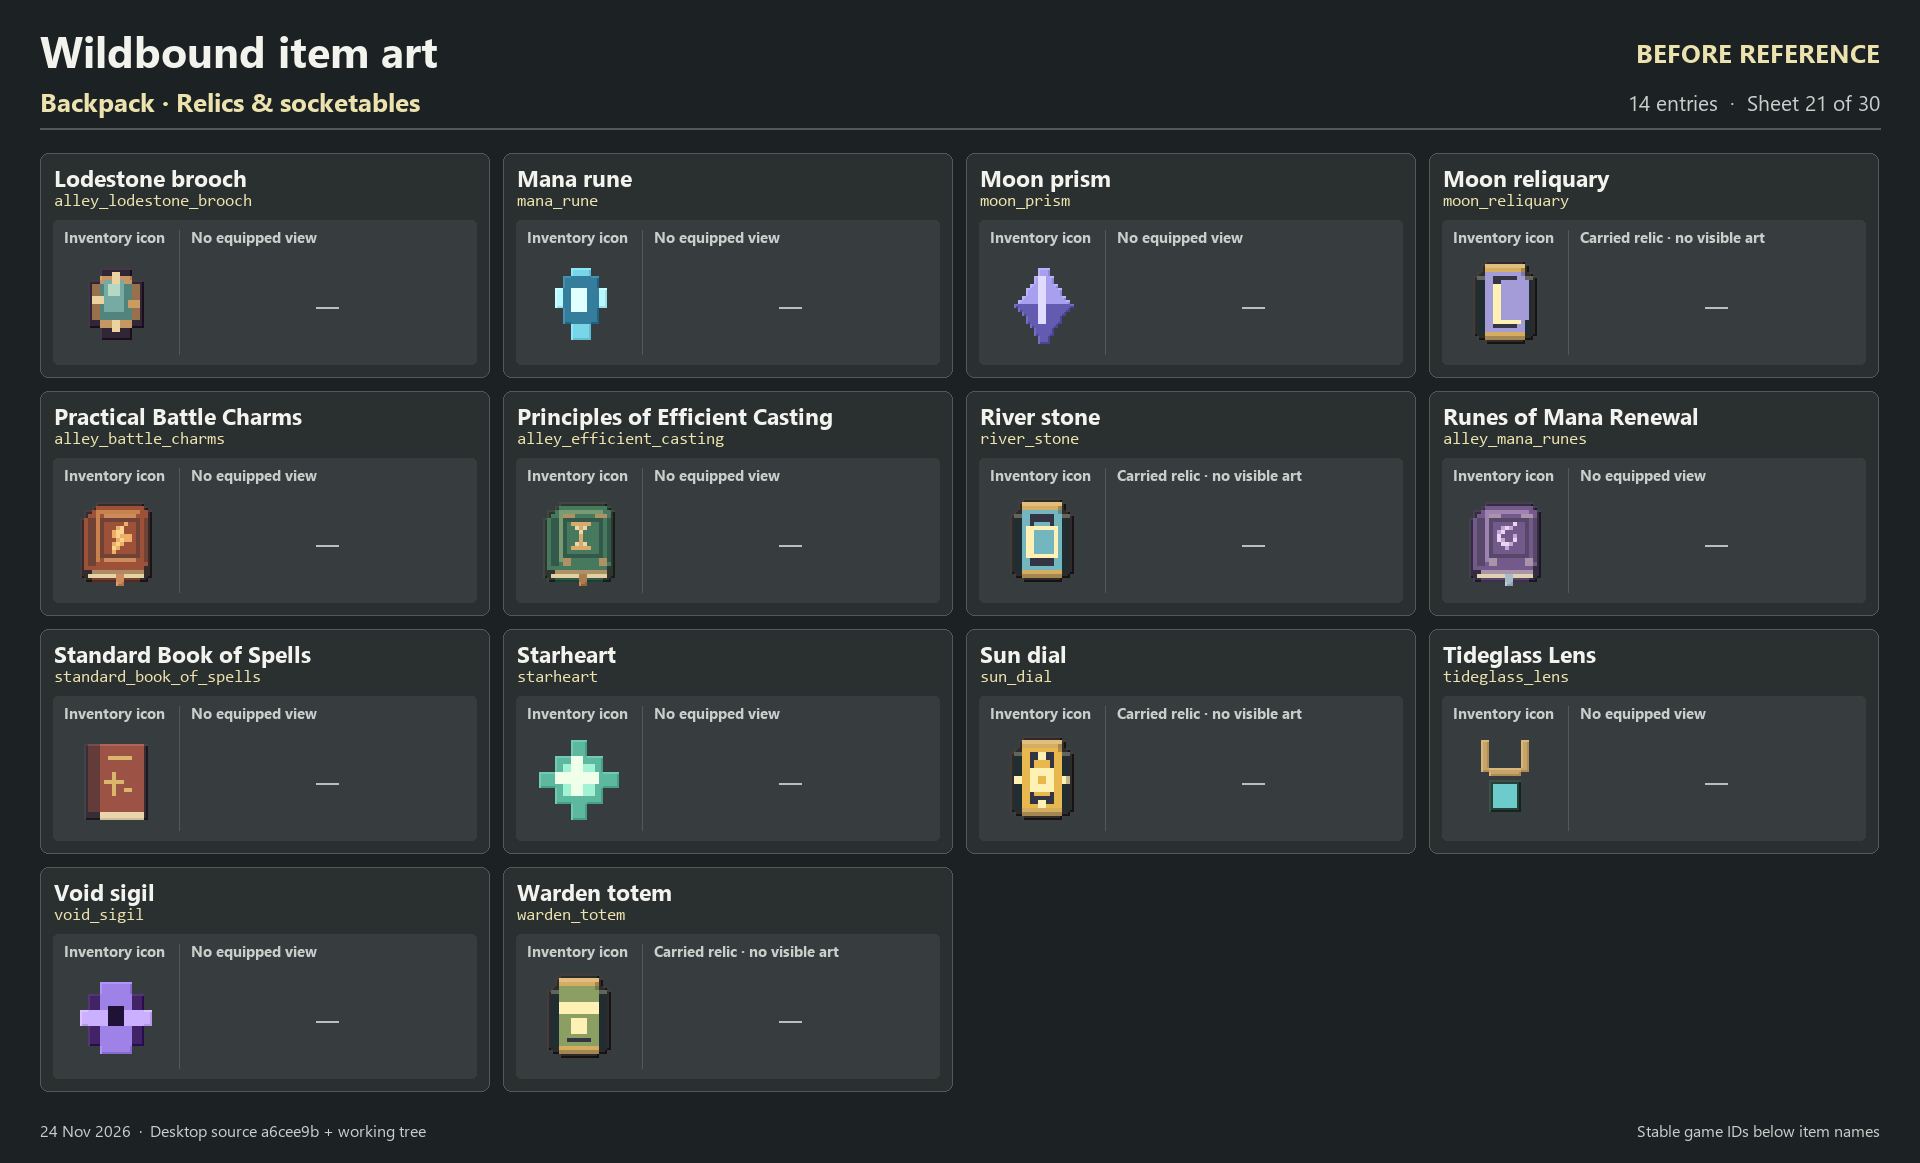 Wildbound item art
BEFORE REFERENCE
Backpack · Relics & socketables
14 entries · Sheet 21 of 30
Lodestone brooch
alley_lodestone_brooch
Inventory icon
No equipped view
—
Mana rune
mana_rune
Inventory icon
No equipped view
—
Moon prism
moon_prism
Inventory icon
No equipped view
—
Moon reliquary
moon_reliquary
Inventory icon
Carried relic · no visible art
—
Practical Battle Charms
alley_battle_charms
Inventory icon
No equipped view
—
Principles of Efficient Casting
alley_efficient_casting
Inventory icon
No equipped view
—
River stone
river_stone
Inventory icon
Carried relic · no visible art
—
Runes of Mana Renewal
alley_mana_runes
Inventory icon
No equipped view
—
Standard Book of Spells
standard_book_of_spells
Inventory icon
No equipped view
—
Starheart
starheart
Inventory icon
No equipped view
—
Sun dial
sun_dial
Inventory icon
Carried relic · no visible art
—
Tideglass Lens
tideglass_lens
Inventory icon
No equipped view
—
Void sigil
void_sigil
Inventory icon
No equipped view
—
Warden totem
warden_totem
Inventory icon
Carried relic · no visible art
—
24 Nov 2026 · Desktop source a6cee9b + working tree
Stable game IDs below item names